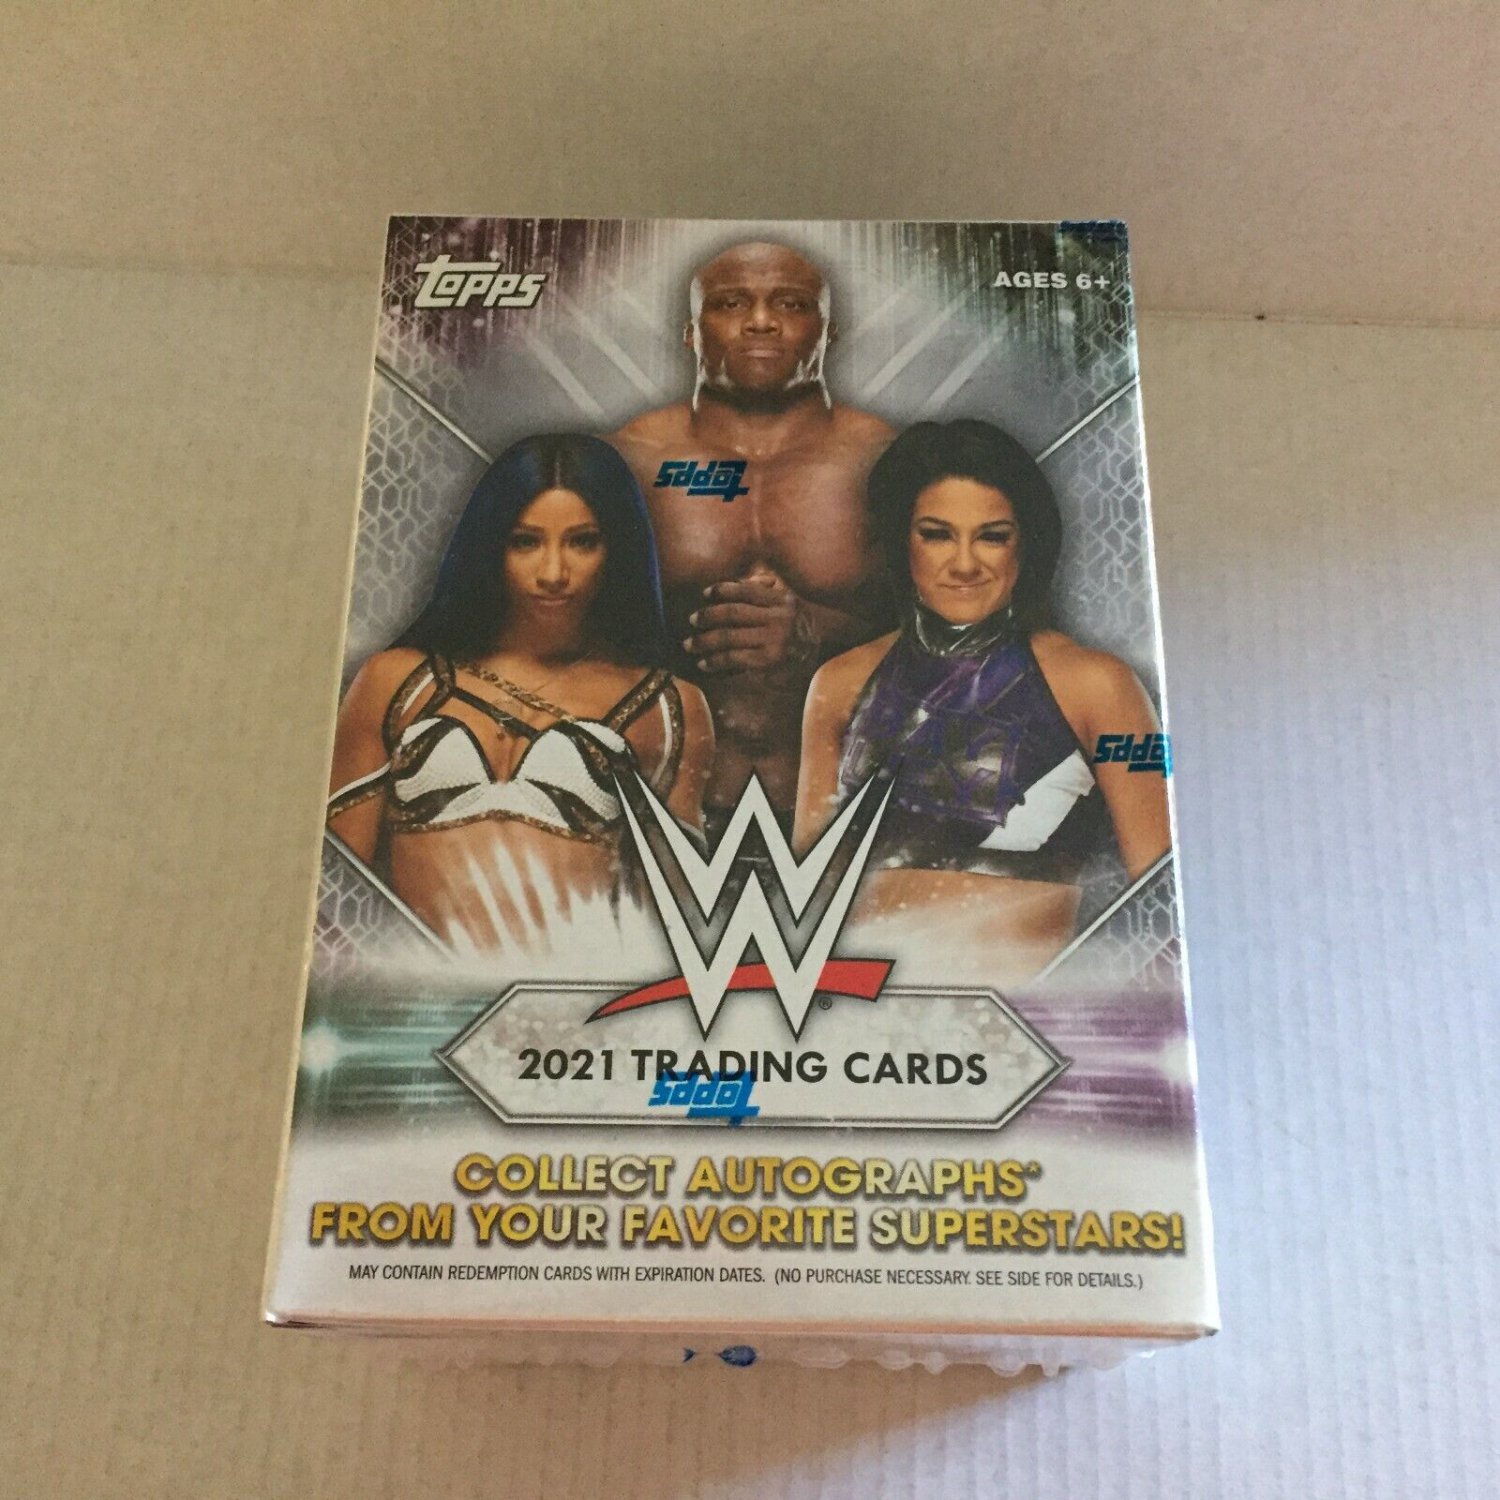 Topps
AGES 6+
Topps
Topps
W
®
2021 TRADING CARDS
Topps
COLLECT AUTOGRAPHS*
FROM YOUR FAVORITE SUPERSTARS!
MAY CONTAIN REDEMPTION CARDS WITH EXPIRATION DATES. (NO PURCHASE NECESSARY. SEE SIDE FOR DETAILS.)